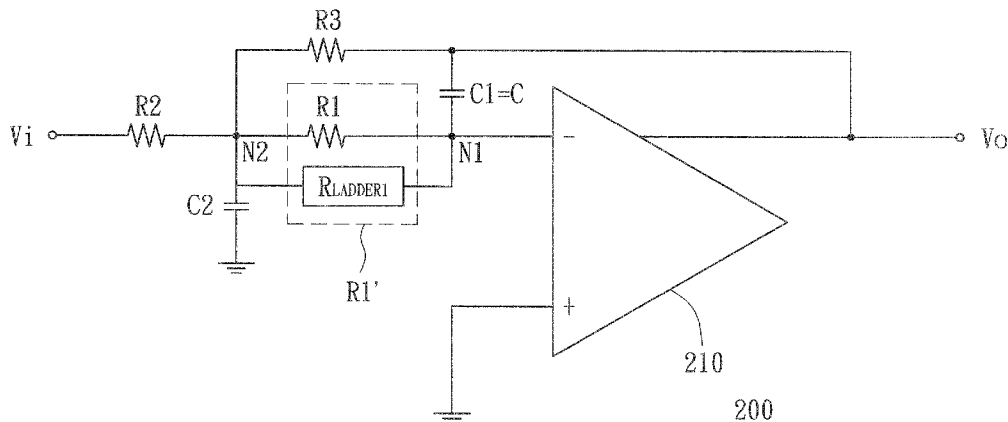 R3
C1=C
R2
R1
Vi
N2
N1
−
Vo
RLADDER1
C2
R1'
+
210
200